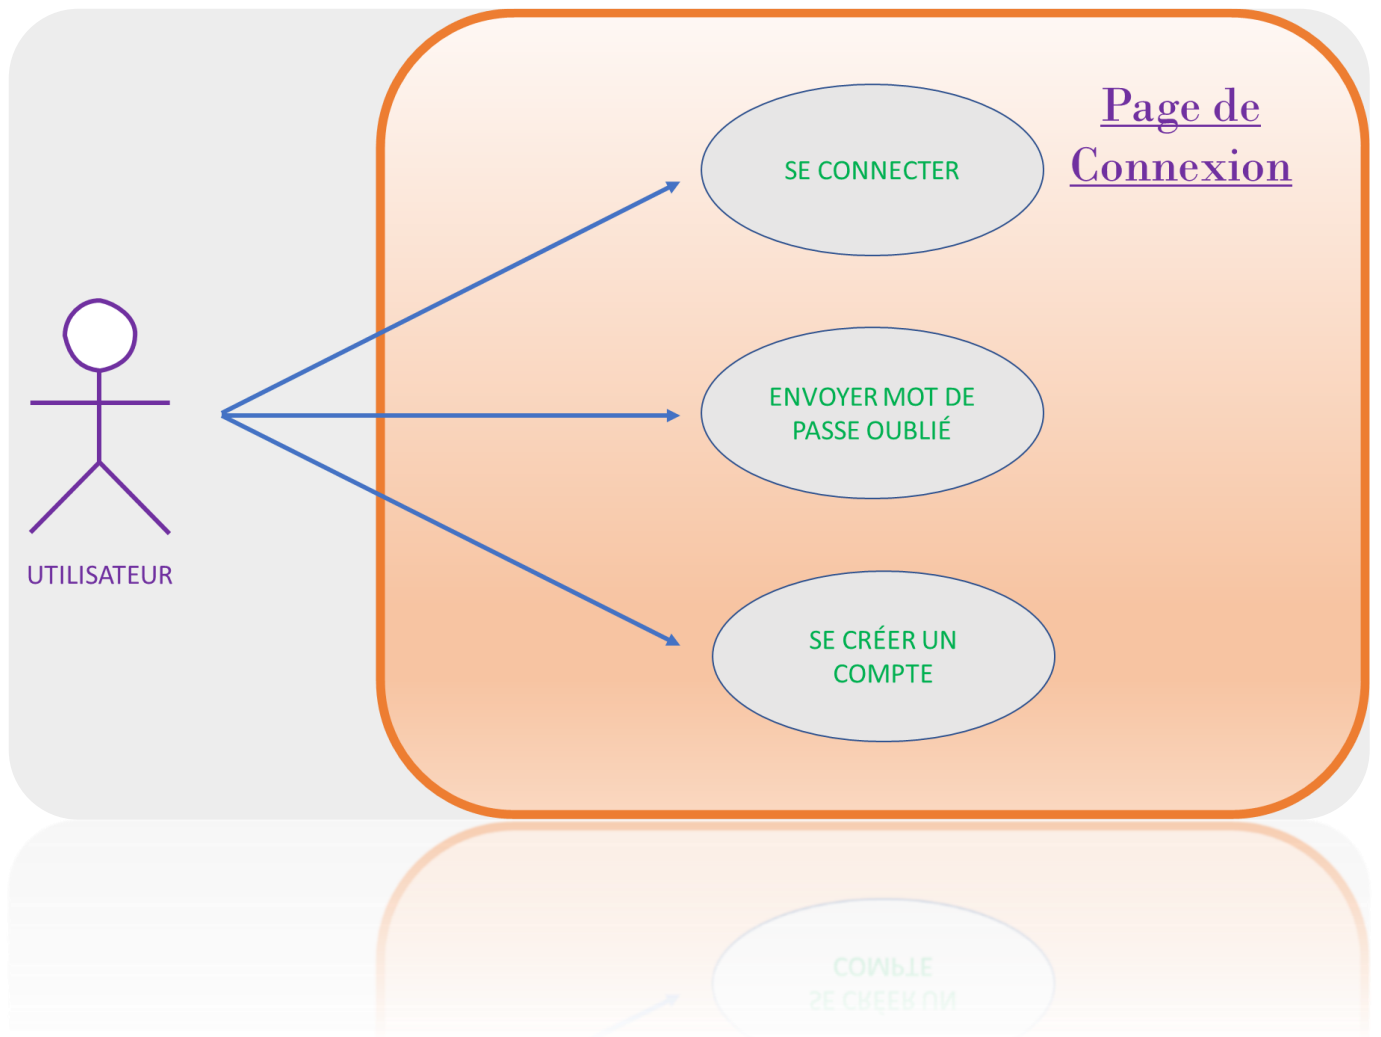 Page de
Connexion
SE CONNECTER
ENVOYER MOT DE
PASSE OUBLIÉ
UTILISATEUR
SE CRÉER UN
COMPTE